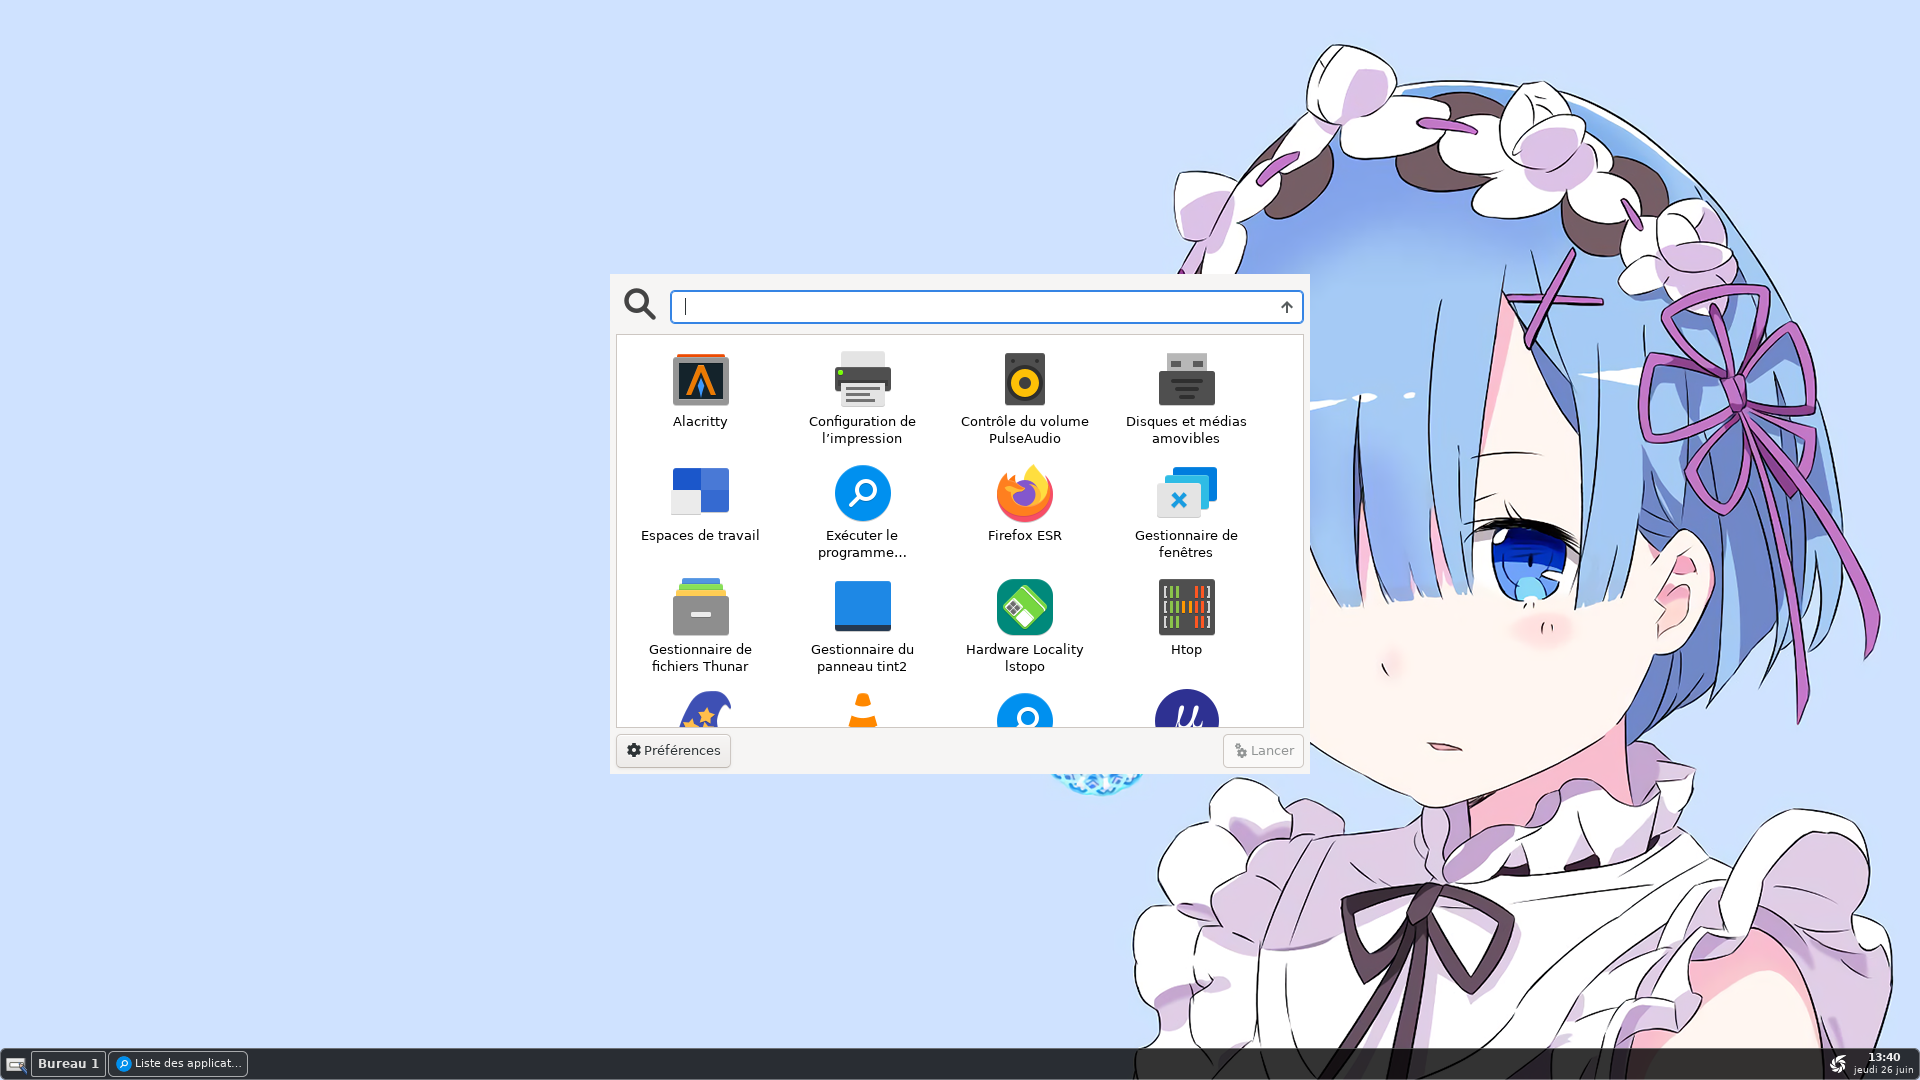 Alacritty
Configuration de
l’impression
Contrôle du volume
PulseAudio
Disques et médias
amovibles
Espaces de travail
Exécuter le
programme…
Firefox ESR
Gestionnaire de
fenêtres
Gestionnaire de
fichiers Thunar
Gestionnaire du
panneau tint2
Hardware Locality
lstopo
Htop
Préférences
Lancer
Bureau 1
Liste des applicat...
13:40
jeudi 26 juin